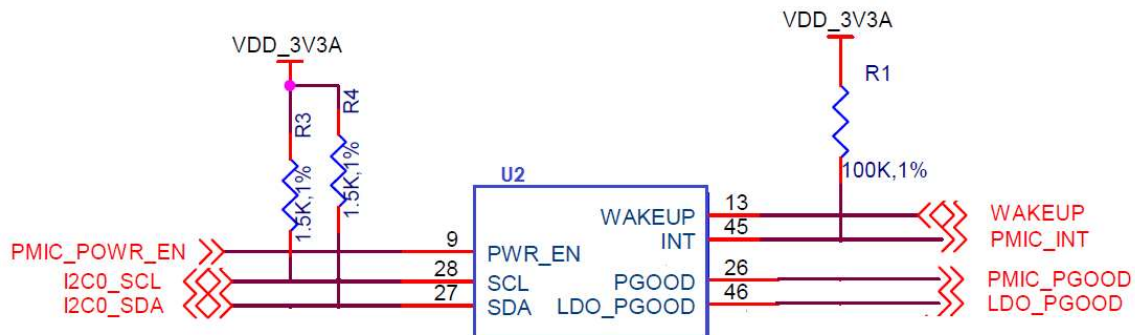 VDD_3V3A
VDD_3V3A
R3
R4
R1
1.5K,1%
1.5K,1%
100K,1%
U2
PMIC_POWR_EN
9
PWR_EN
I2C0_SCL
28
SCL
I2C0_SDA
27
SDA
WAKEUP
13
WAKEUP
INT
45
PMIC_INT
PGOOD
26
PMIC_PGOOD
LDO_PGOOD
46
LDO_PGOOD